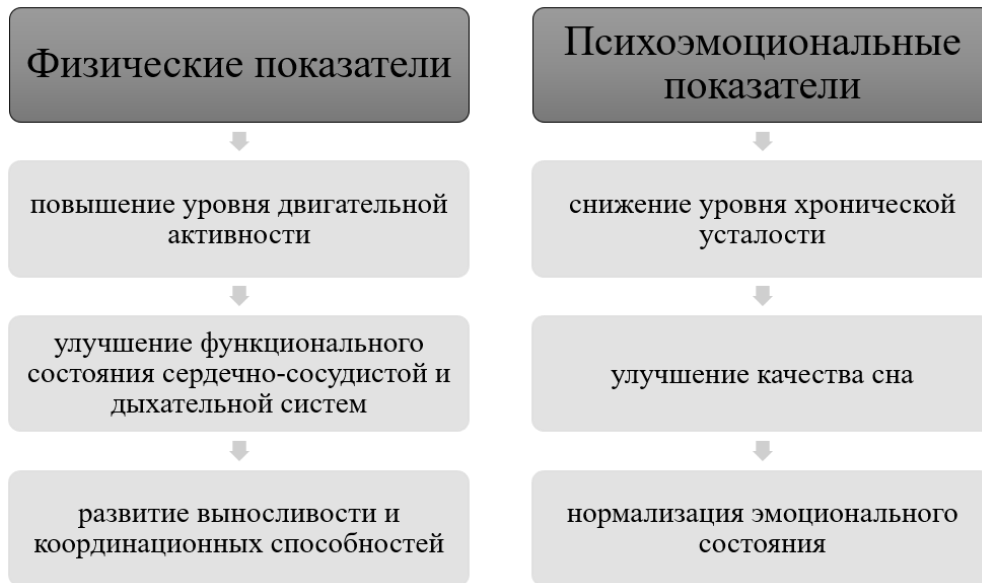 Физические показатели
повышение уровня двигательной
активности
улучшение функционального
состояния сердечно-сосудистой и
дыхательной систем
развитие выносливости и
координационных способностей
Психоэмоциональные
показатели
снижение уровня хронической
усталости
улучшение качества сна
нормализация эмоционального
состояния